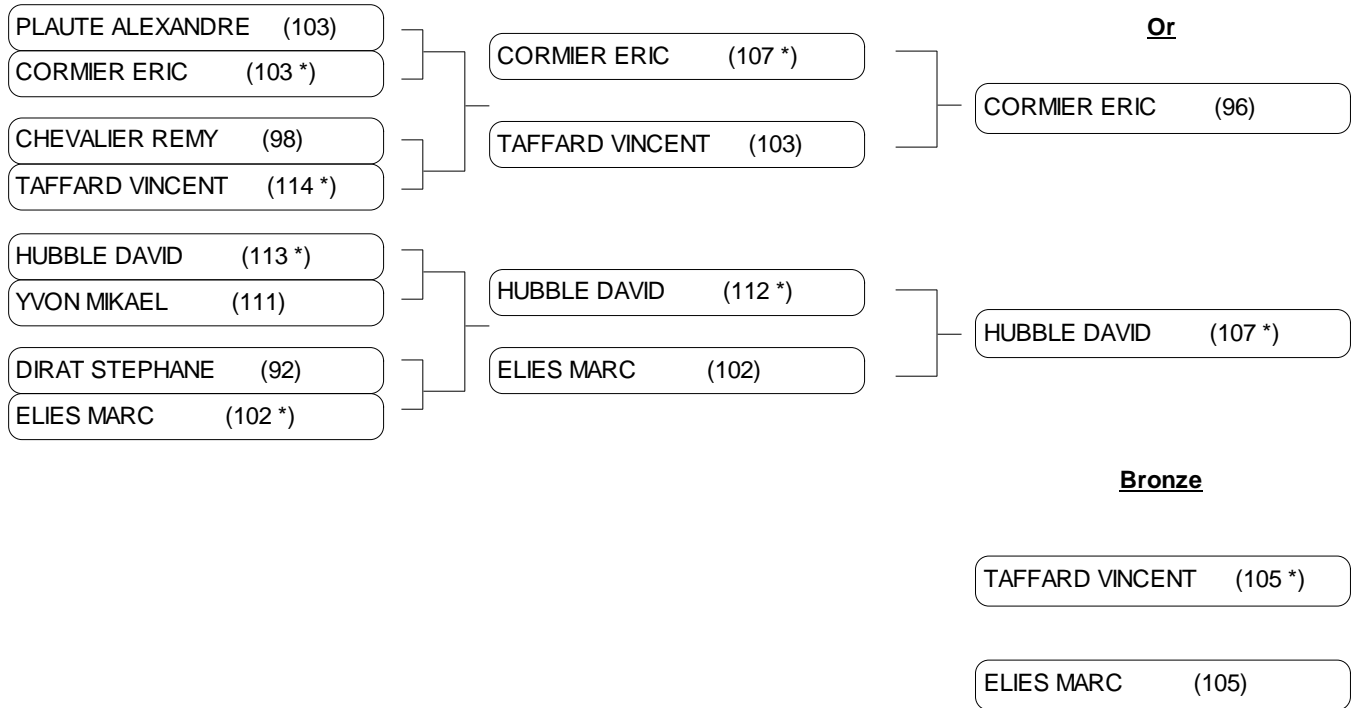 PLAUTE ALEXANDRE (103)
CORMIER ERIC (103 *)
CHEVALIER REMY (98)
TAFFARD VINCENT (114 *)
HUBBLE DAVID (113 *)
YVON MIKAEL (111)
DIRAT STEPHANE (92)
ELIES MARC (102 *)
CORMIER ERIC (107 *)
TAFFARD VINCENT (103)
HUBBLE DAVID (112 *)
ELIES MARC (102)
Or
CORMIER ERIC (96)
HUBBLE DAVID (107 *)
Bronze
TAFFARD VINCENT (105 *)
ELIES MARC (105)